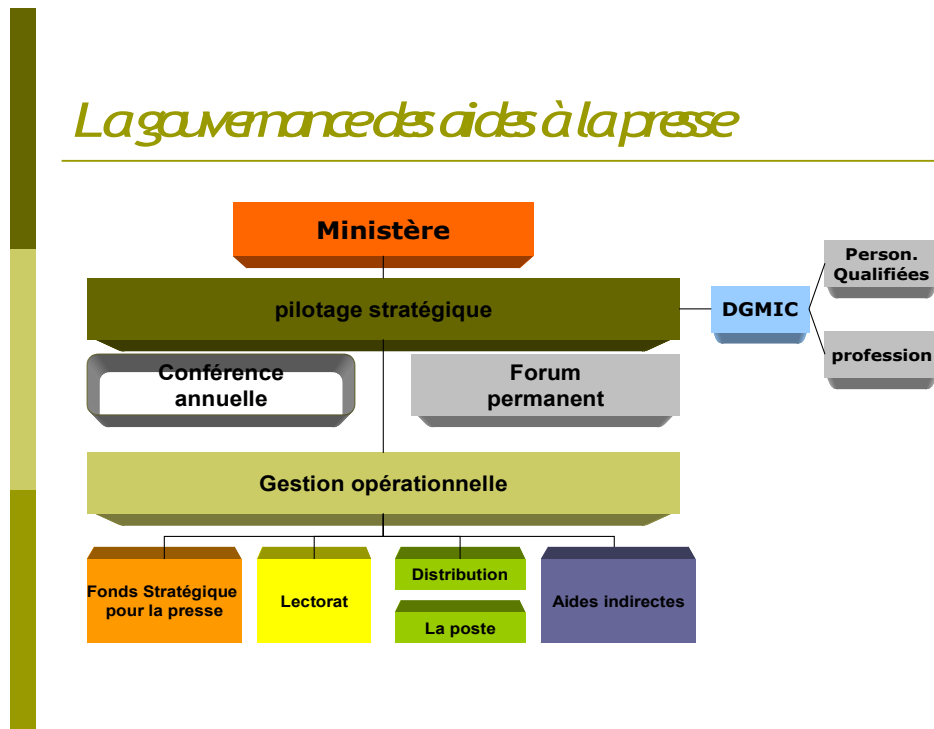 La gouvernance des aides à la presse
Ministère
Person.
Qualifiées
pilotage stratégique
DGMIC
profession
Conférence
annuelle
Forum
permanent
Gestion opérationnelle
Fonds Stratégique
pour la presse
Lectorat
Distribution
La poste
Aides indirectes